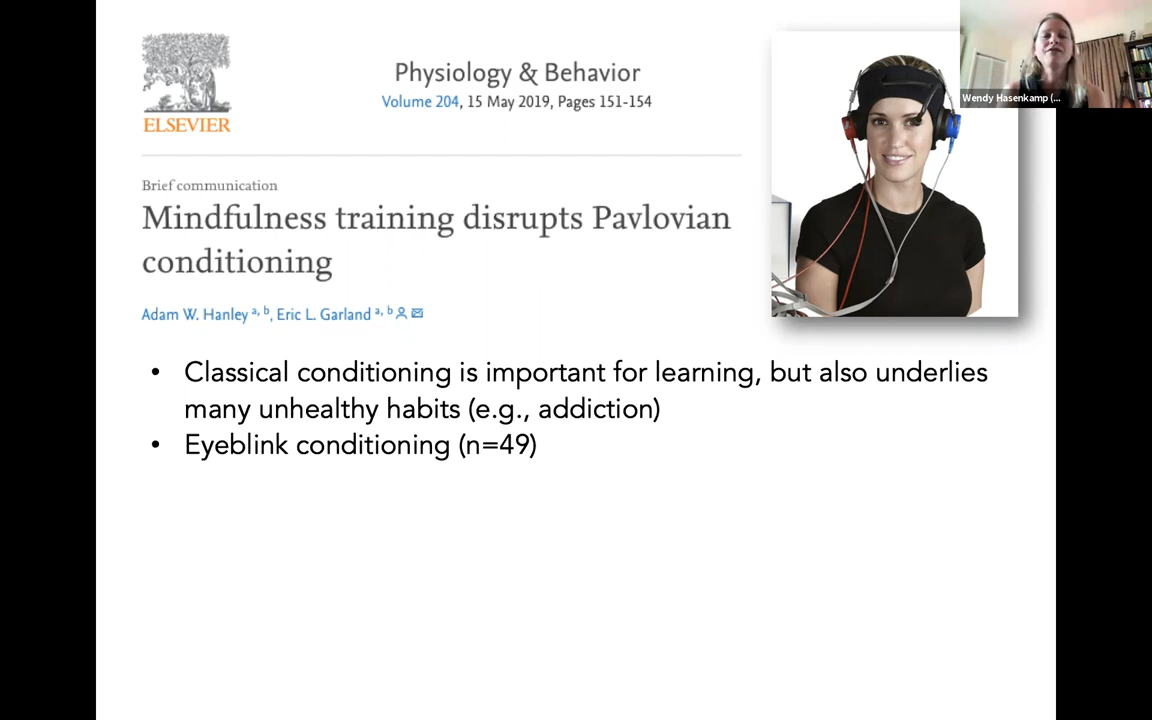 Wendy Hasenkamp (...
ELSEVIER
Physiology & Behavior
Volume 204, 15 May 2019, Pages 151-154
Brief communication
Mindfulness training disrupts Pavlovian
conditioning
Adam W. Hanley a, b, Eric L. Garland a, b
• Classical conditioning is important for learning, but also underlies
many unhealthy habits (e.g., addiction)
• Eyeblink conditioning (n=49)